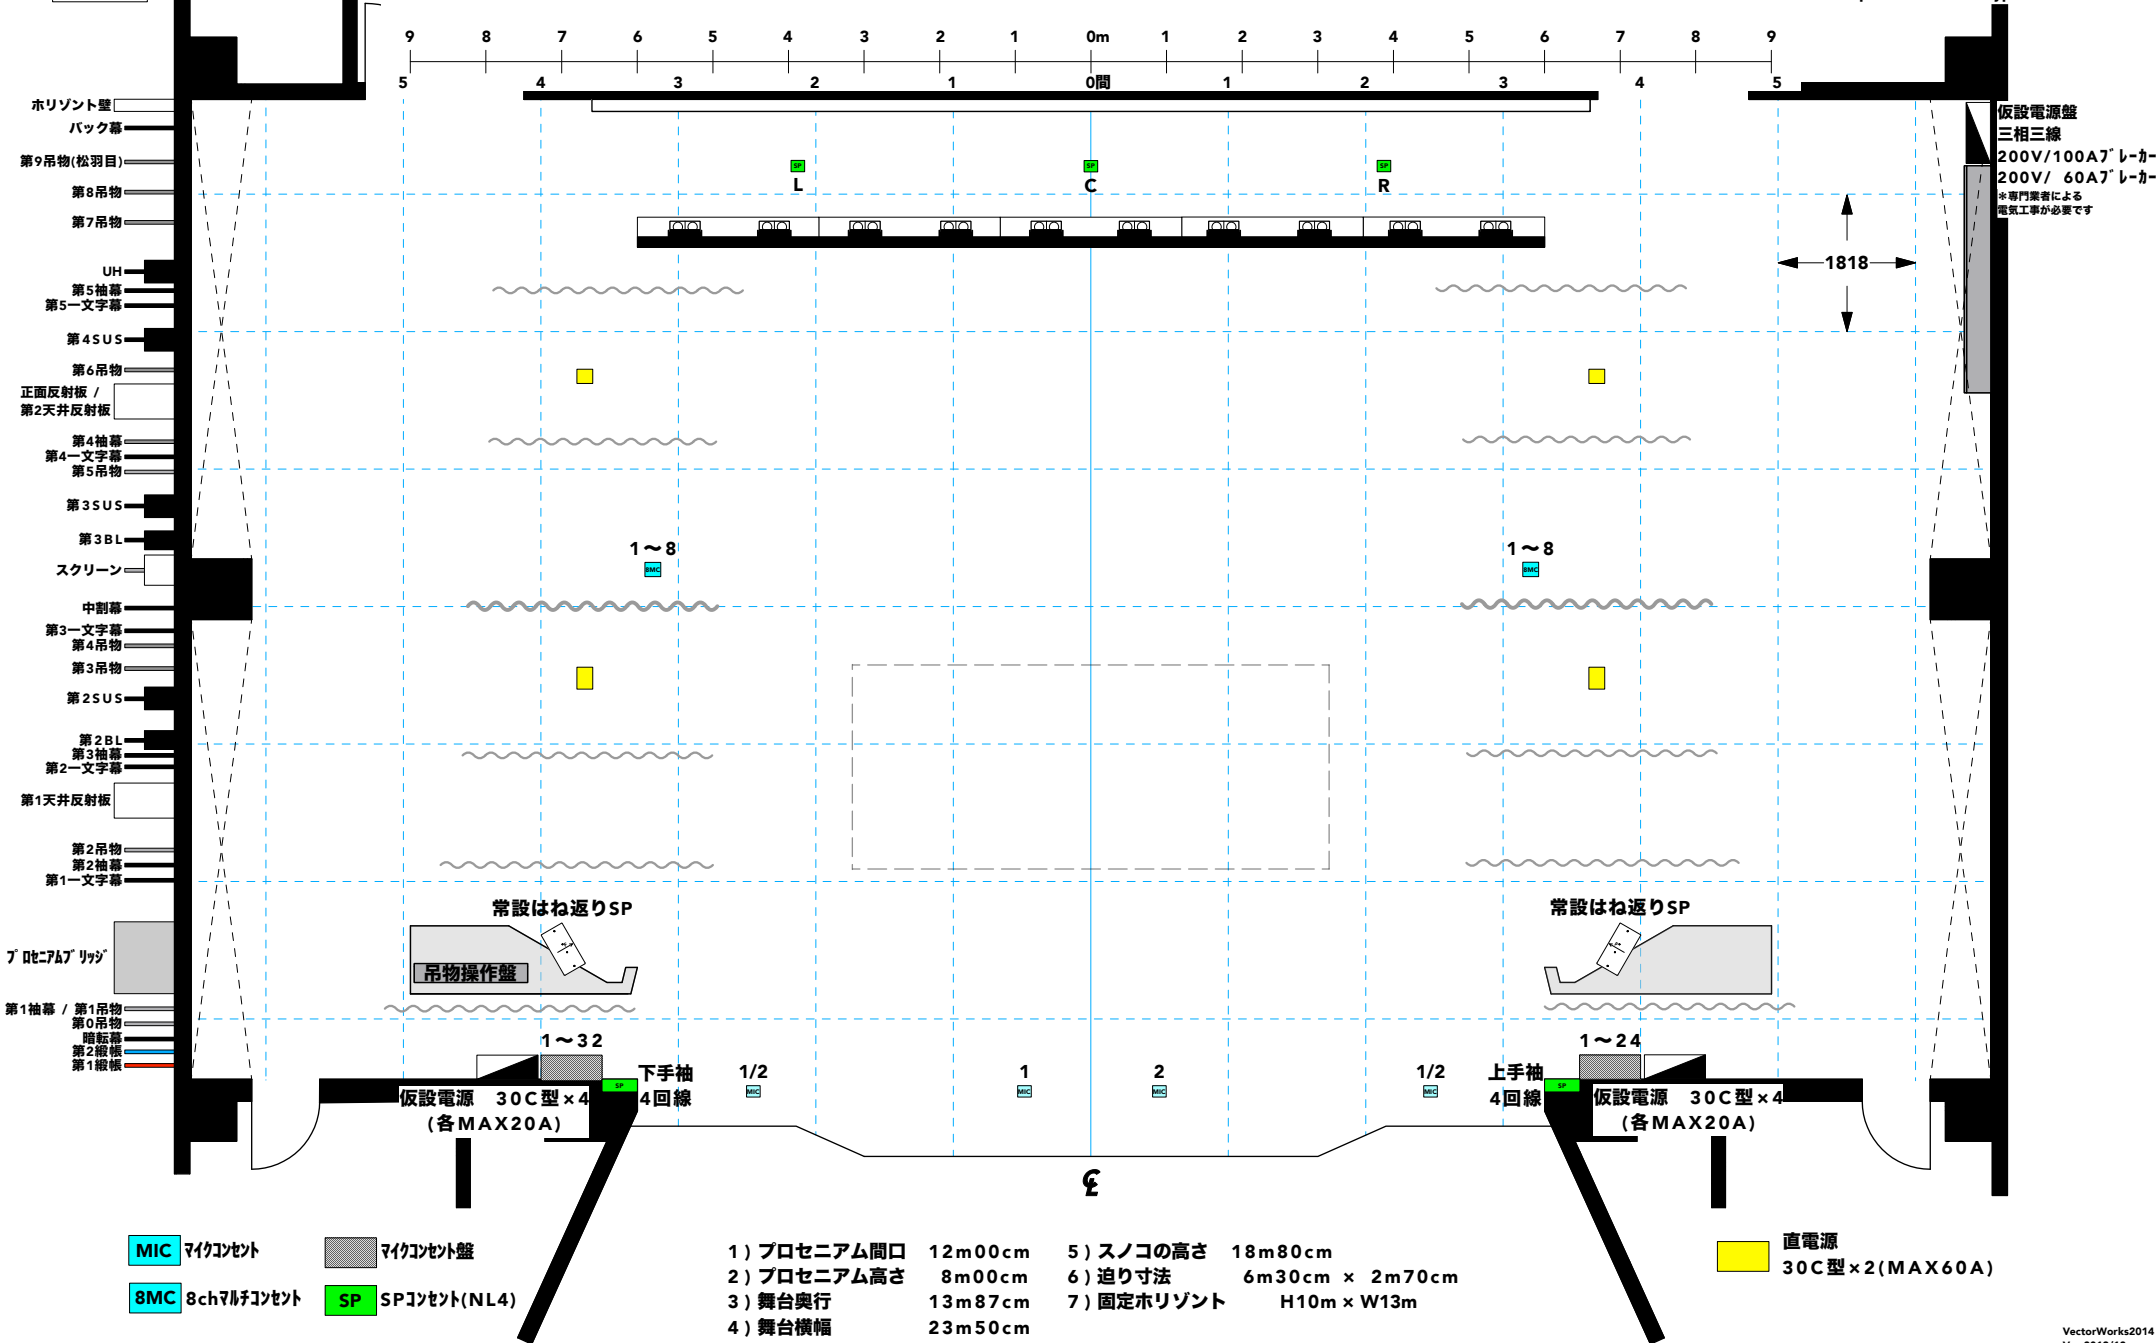 9 8 7 6 5 4 3 2 1 0m 1 2 3 4 5 6 7 8 9
5 4 3 2 1 0間 1 2 3 4 5
ホリゾント壁
バック幕
第9吊物(松羽目)
第8吊物
第7吊物
UH
第5袖幕
第5一文字幕
第4SUS
第6吊物
正面反射板 /
第2天井反射板
第4袖幕
第4一文字幕
第5吊物
第3SUS
第3BL
スクリーン
中割幕
第3一文字幕
第4吊物
第3吊物
第2SUS
第2BL
第3袖幕
第2一文字幕
第1天井反射板
第2吊物
第2袖幕
第1一文字幕
プロセニアムブリッジ
第1袖幕 / 第1吊物
第0吊物
暗転幕
第2緞帳
第1緞帳
仮設電源盤
三相三線
200V/100Aブレーカー
200V/ 60Aブレーカー
*専門業者による
電気工事が必要です
SP SP SP
L C R
1818
1〜8 1〜8
8MC 8MC
常設はね返りSP 常設はね返りSP
吊物操作盤
1〜32 1〜24
SP 下手袖 1/2 1 2 1/2 上手袖 SP
4回線 MIC MIC MIC MIC 4回線
仮設電源 30C型×4 仮設電源 30C型×4
(各MAX20A) (各MAX20A)
MIC マイクコンセント
マイクコンセント盤
8MC 8chマルチコンセント
SP SPコンセント(NL4)
1) プロセニアム間口 12m00cm
2) プロセニアム高さ 8m00cm
3) 舞台奥行 13m87cm
4) 舞台横幅 23m50cm
5) スノコの高さ 18m80cm
6) 迫り寸法 6m30cm × 2m70cm
7) 固定ホリゾント H10m × W13m
直電源
30C型×2(MAX60A)
VectorWorks2014